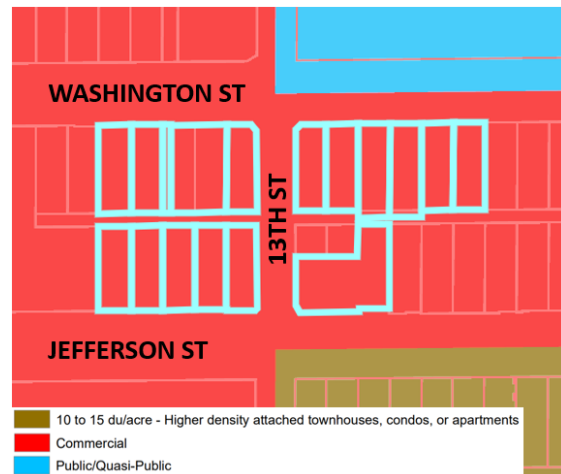 WASHINGTON ST
13TH ST
JEFFERSON ST
10 to 15 du/acre - Higher density attached townhouses, condos, or apartments
Commercial
Public/Quasi-Public